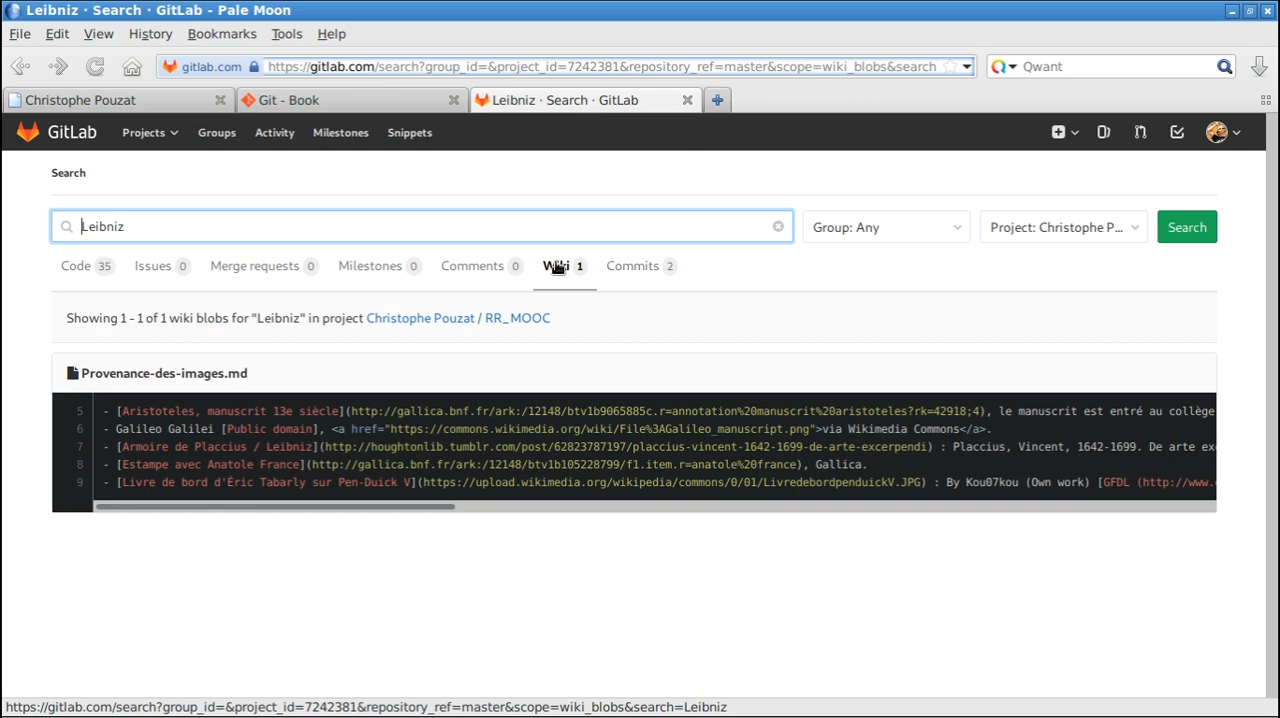 Leibniz · Search · GitLab - Pale Moon
File Edit View History Bookmarks Tools Help
gitlab.com https://gitlab.com/search?group_id=&project_id=7242381&repository_ref=master&scope=wiki_blobs&search Qwant
Christophe Pouzat Git - Book Leibniz · Search · GitLab
GitLab Projects Groups Activity Milestones Snippets
Search
Leibniz Group: Any Project: Christophe P... Search
Code 35 Issues 0 Merge requests 0 Milestones 0 Comments 0 Wiki 1 Commits 2
Showing 1 - 1 of 1 wiki blobs for "Leibniz" in project Christophe Pouzat / RR_MOOC
Provenance-des-images.md
5 - [Aristoteles, manuscrit 13e siècle](http://gallica.bnf.fr/ark:/12148/btv1b9065885c.r=annotation%20manuscrit%20aristoteles?rk=42918;4), le manuscrit est entré au collège
6 - Galileo Galilei [Public domain], <a href="https://commons.wikimedia.org/wiki/File%3AGalileo_manuscript.png">via Wikimedia Commons</a>.
7 - [Armoire de Placcius / Leibniz](http://houghtonlib.tumblr.com/post/62823787197/placcius-vincent-1642-1699-de-arte-excerpendi) : Placcius, Vincent, 1642-1699. De arte exc
8 - [Estampe avec Anatole France](http://gallica.bnf.fr/ark:/12148/btv1b105228799/f1.item.r=anatole%20france), Gallica.
9 - [Livre de bord d'Éric Tabarly sur Pen-Duick V](https://upload.wikimedia.org/wikipedia/commons/0/01/LivredebordpenduickV.JPG) : By Kou07kou (Own work) [GFDL (http://www.
https://gitlab.com/search?group_id=&project_id=7242381&repository_ref=master&scope=wiki_blobs&search=Leibniz